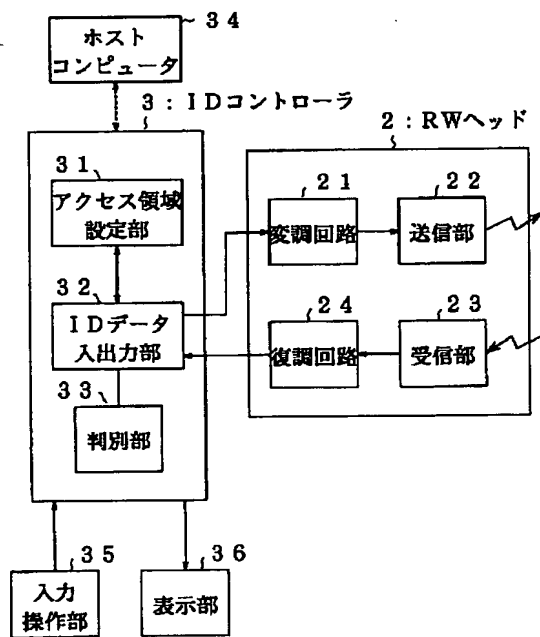 34
ホスト
コンピュータ
3:IDコントローラ
2:RWヘッド
31
アクセス領域
設定部
21
変調回路
22
送信部
32
IDデータ
入出力部
24
復調回路
23
受信部
33
判別部
35
入力
操作部
36
表示部